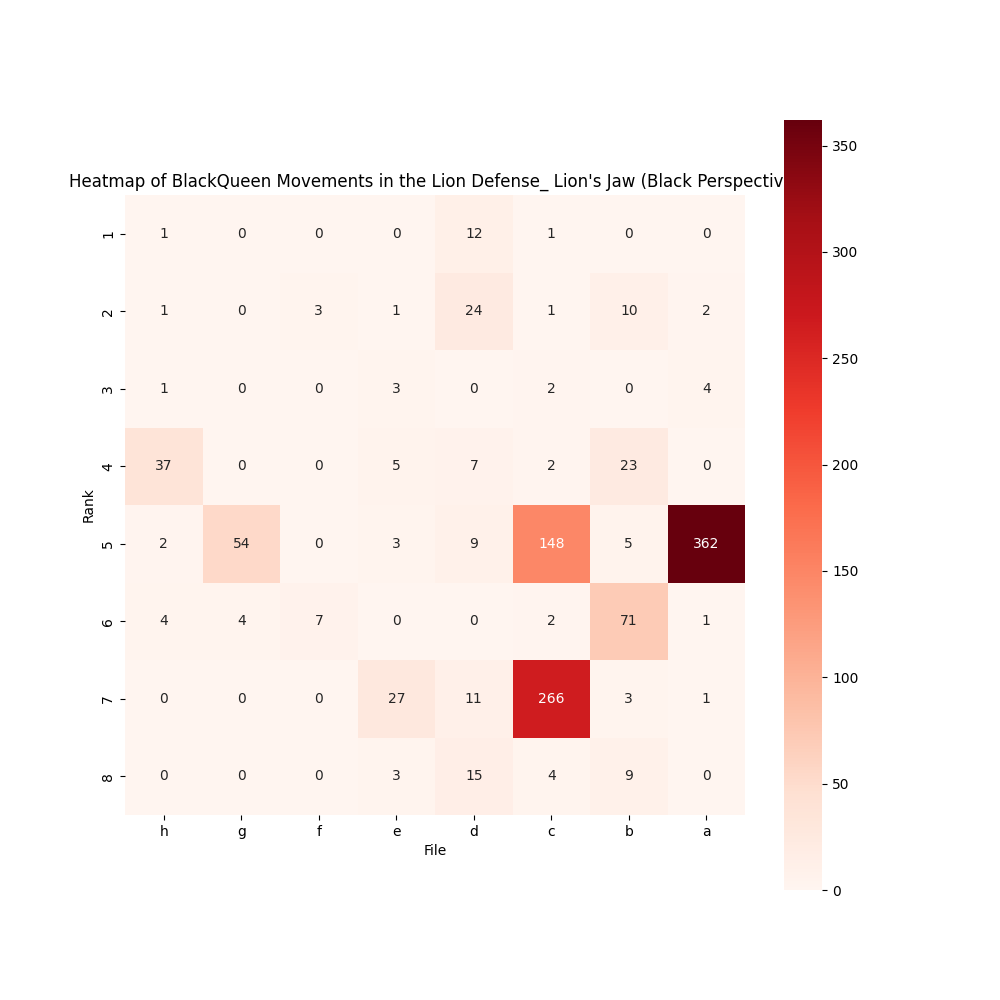 Heatmap of BlackQueen Movements in the Lion Defense_ Lion's Jaw (Black Perspectiv
350
300
250
200
150
100
50
0
Rank
1 1 0 0 0 12 1 0 0
2 1 0 3 1 24 1 10 2
3 1 0 0 3 0 2 0 4
4 37 0 0 5 7 2 23 0
5 2 54 0 3 9 148 5 362
6 4 4 7 0 0 2 71 1
7 0 0 0 27 11 266 3 1
8 0 0 0 3 15 4 9 0
h g f e d c b a
File